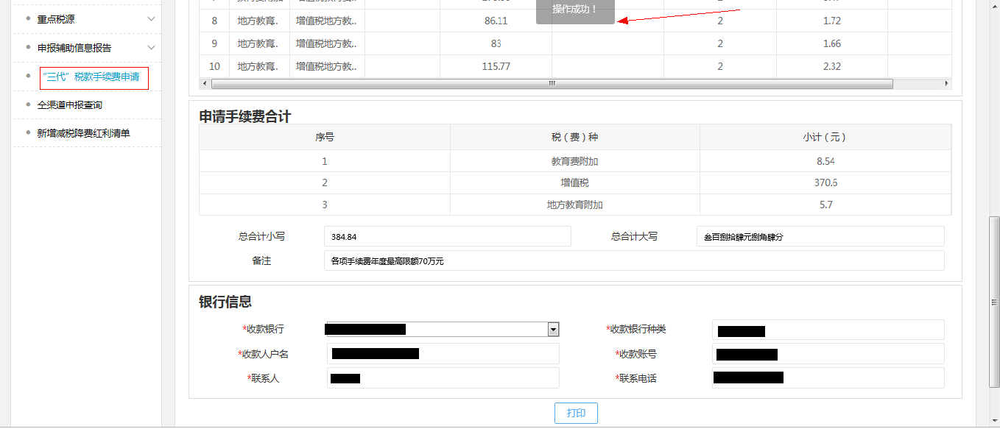 重点税源
申报辅助信息报告
“三代”税款手续费申请
全渠道申报查询
新增减税降费红利清单
操作成功！
8 地方教育.. 增值税地方教.. 86.11 2 1.72
9 地方教育.. 增值税地方教.. 83 2 1.66
10 地方教育.. 增值税地方教.. 115.77 2 2.32
申请手续费合计
序号 税（费）种 小计（元）
1 教育费附加 8.54
2 增值税 370.6
3 地方教育附加 5.7
总合计小写 384.84 总合计大写 叁百捌拾肆元捌角肆分
备注 各项手续费年度最高限额70万元
银行信息
*收款银行 *收款银行种类
*收款人户名 *收款账号
*联系人 *联系电话
打印